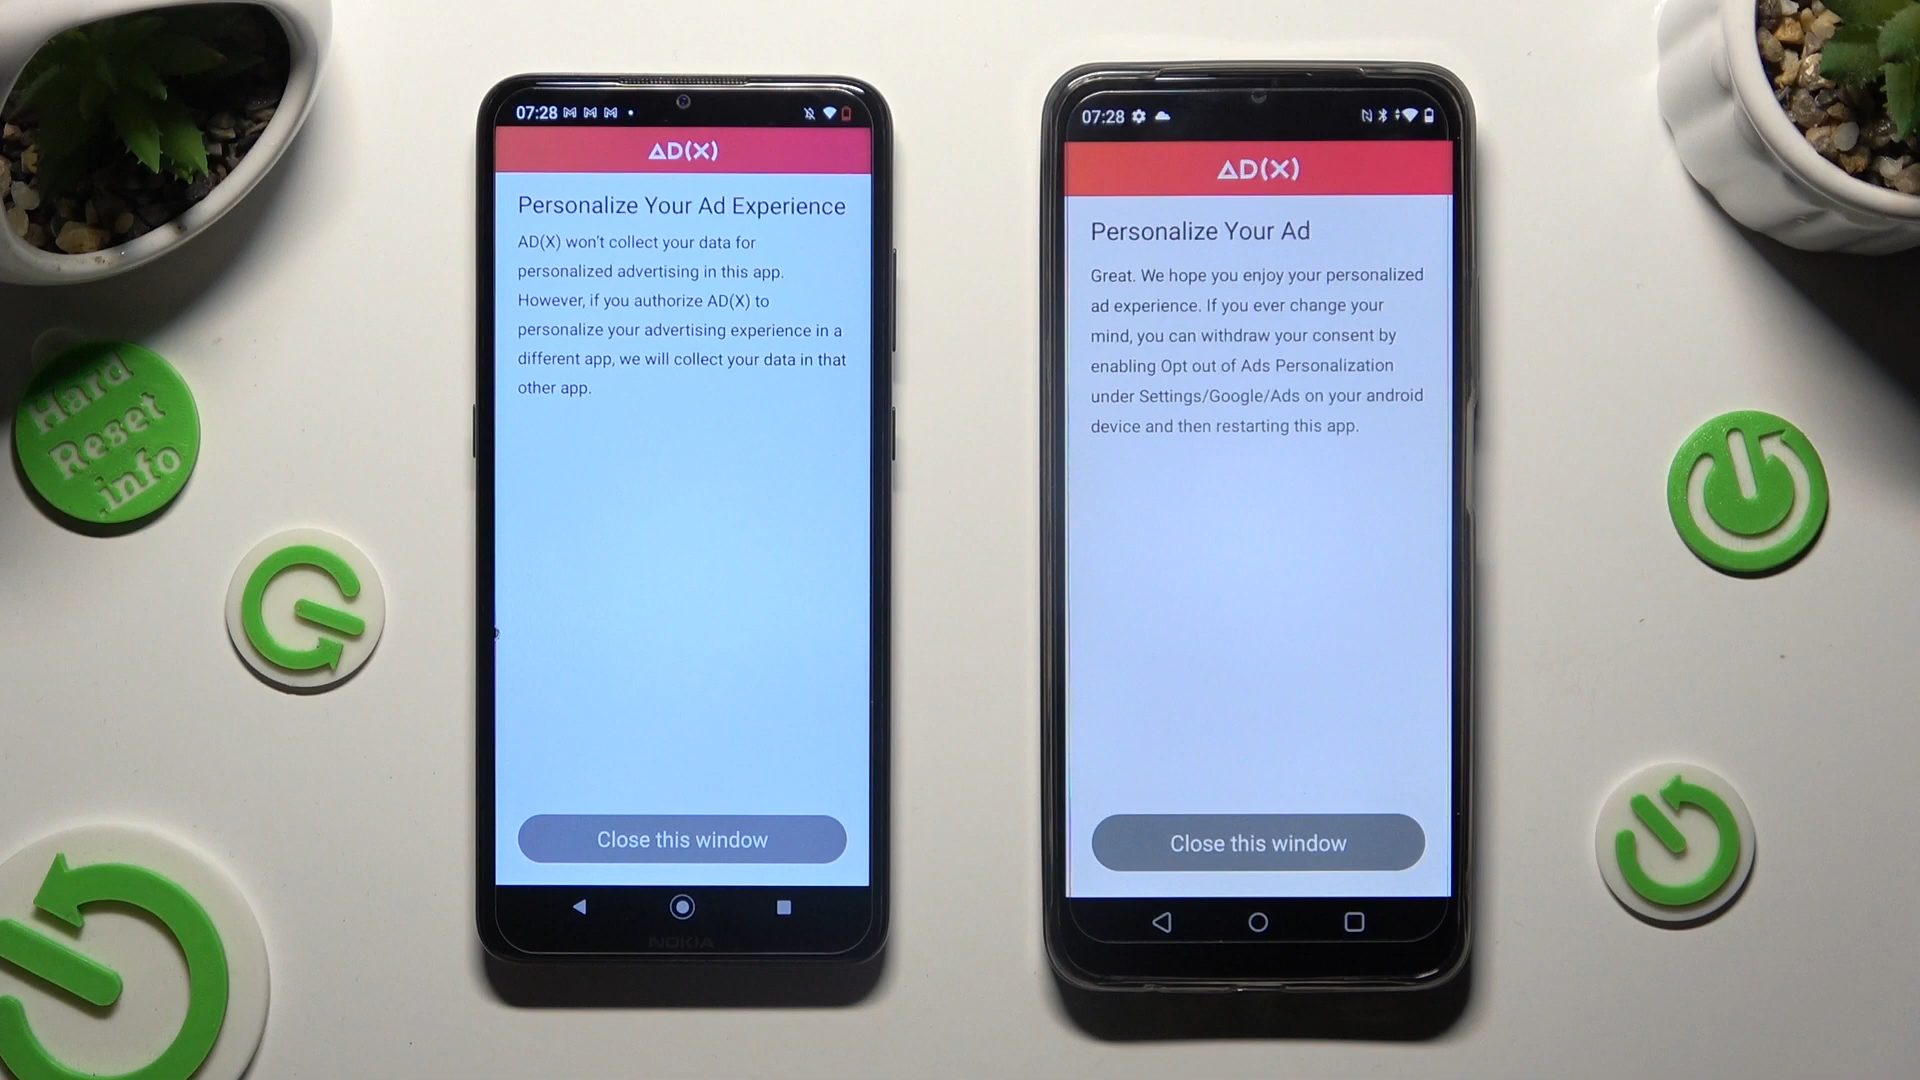 07:28
AD(X)
Personalize Your Ad Experience
AD(X) won't collect your data for
personalized advertising in this app.
However, if you authorize AD(X) to
personalize your advertising experience in a
different app, we will collect your data in that
other app.
Close this window
NOKIA
07:28
AD(X)
Personalize Your Ad
Great. We hope you enjoy your personalized
ad experience. If you ever change your
mind, you can withdraw your consent by
enabling Opt out of Ads Personalization
under Settings/Google/Ads on your android
device and then restarting this app.
Close this window
Hard
Reset
.info